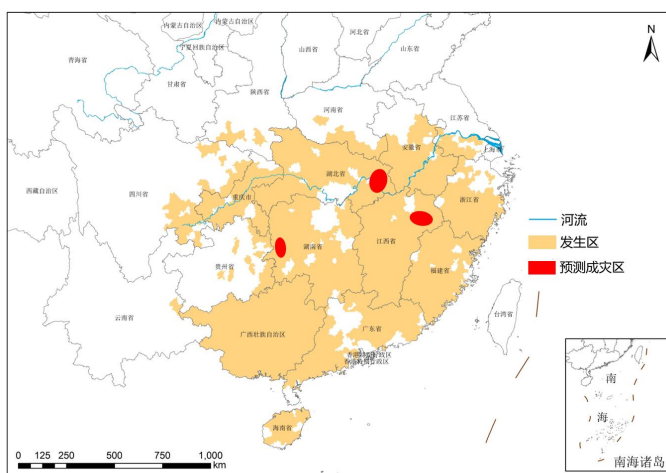 内蒙古自治区
内蒙古自治区
河北省
山西省
山东省
宁夏回族自治区
青海省
甘肃省
陕西省
河南省
江苏省
安徽省
上海市
湖北省
西藏自治区
四川省
重庆市
浙江省
湖南省
江西省
贵州省
福建省
云南省
台湾省
广西壮族自治区
广东省
海南省
N
河流
发生区
预测成灾区
0 125 250 500 750 1,000
km
南
海
南海诸岛